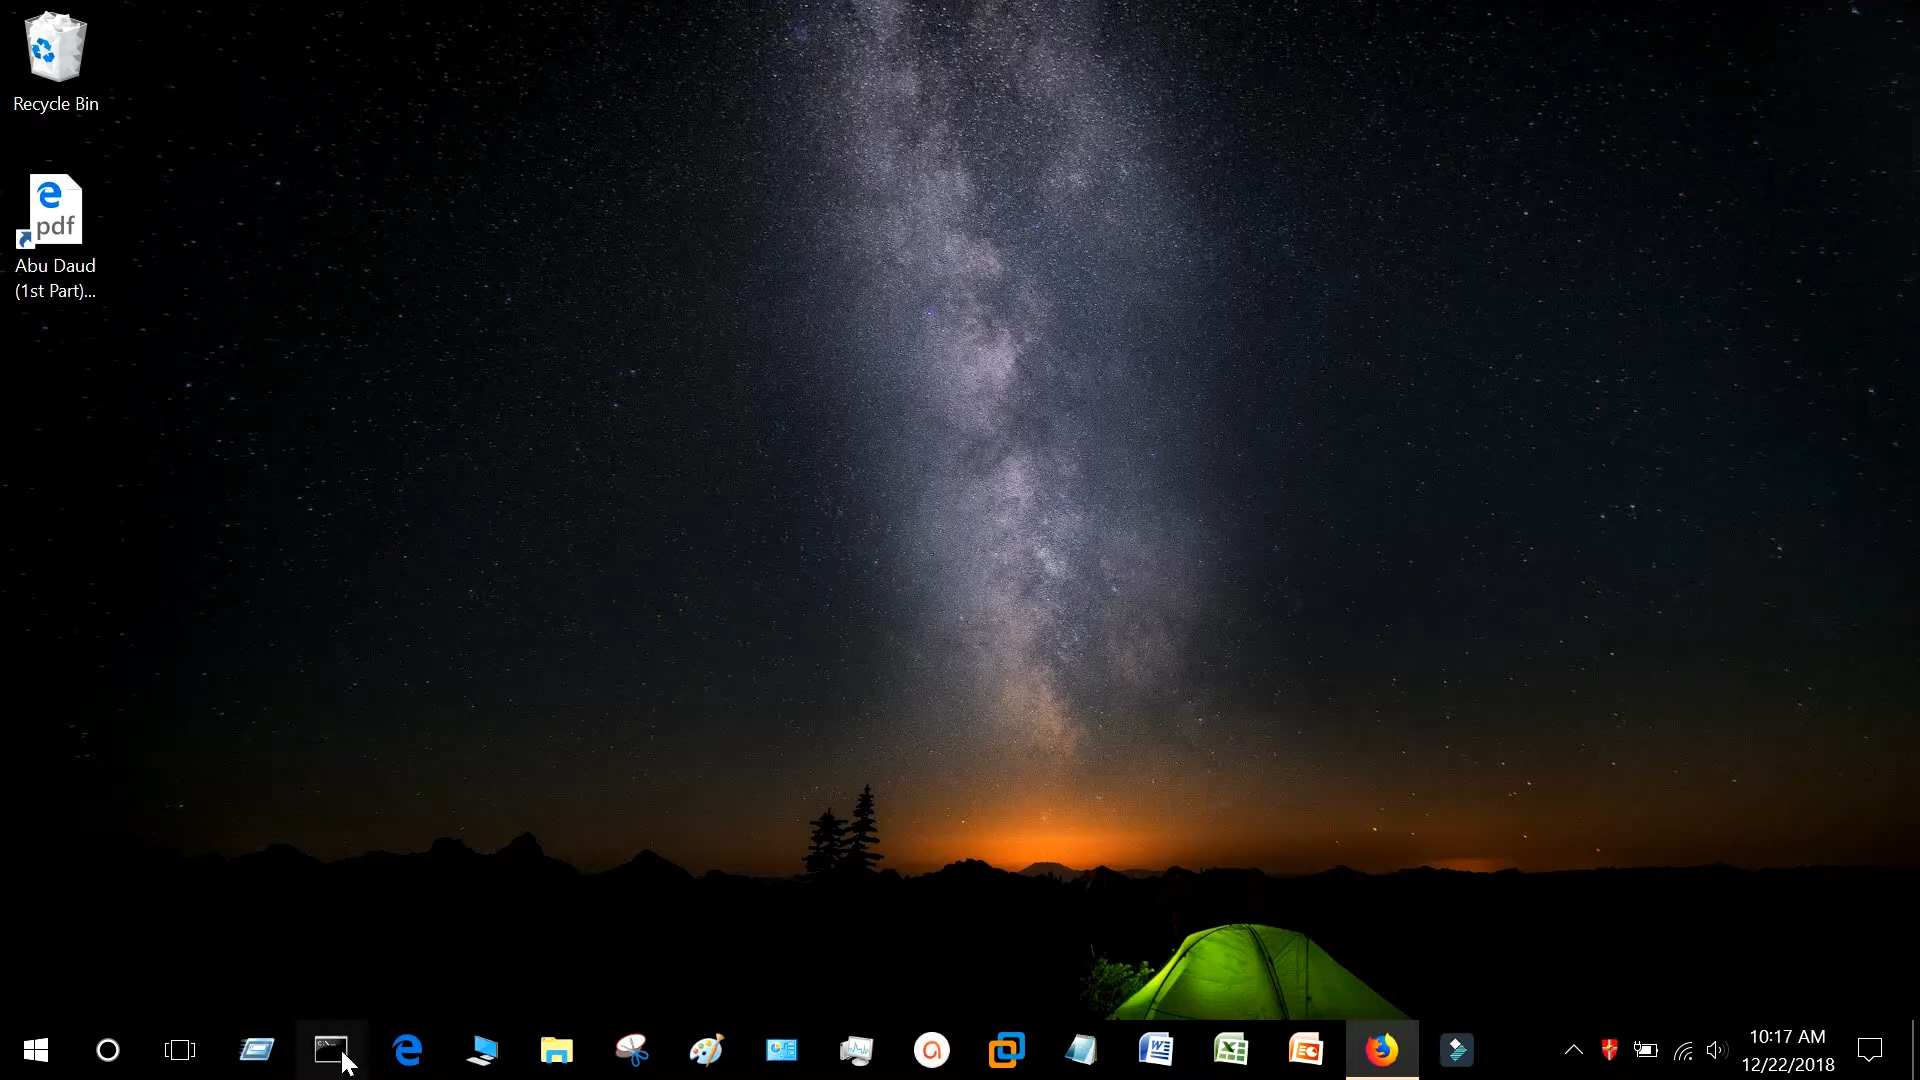 Recycle Bin
pdf
Abu Daud
(1st Part)...
10:17 AM
12/22/2018